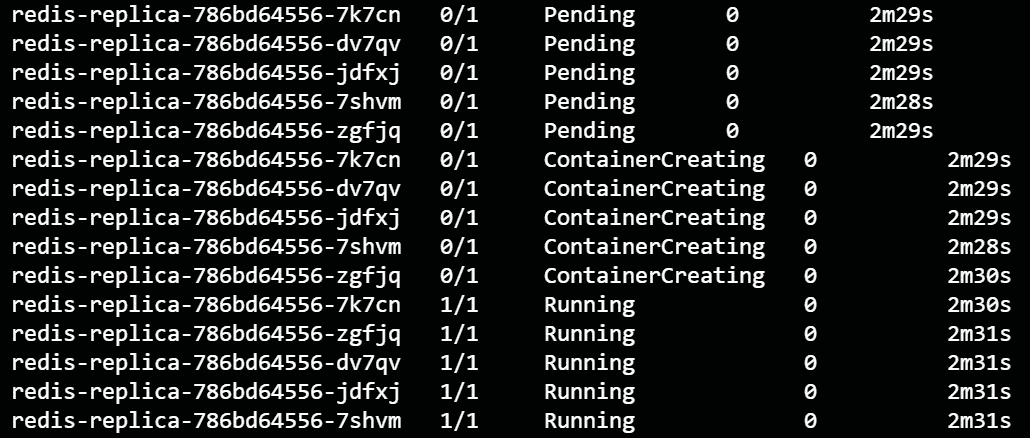 redis-replica-786bd64556-7k7cn   0/1     Pending       0          2m29s
redis-replica-786bd64556-dv7qv   0/1     Pending       0          2m29s
redis-replica-786bd64556-jdfxj   0/1     Pending       0          2m29s
redis-replica-786bd64556-7shvm   0/1     Pending       0          2m28s
redis-replica-786bd64556-zgfjq   0/1     Pending       0          2m29s
redis-replica-786bd64556-7k7cn   0/1     ContainerCreating   0          2m29s
redis-replica-786bd64556-dv7qv   0/1     ContainerCreating   0          2m29s
redis-replica-786bd64556-jdfxj   0/1     ContainerCreating   0          2m29s
redis-replica-786bd64556-7shvm   0/1     ContainerCreating   0          2m28s
redis-replica-786bd64556-zgfjq   0/1     ContainerCreating   0          2m30s
redis-replica-786bd64556-7k7cn   1/1     Running             0          2m30s
redis-replica-786bd64556-zgfjq   1/1     Running             0          2m31s
redis-replica-786bd64556-dv7qv   1/1     Running             0          2m31s
redis-replica-786bd64556-jdfxj   1/1     Running             0          2m31s
redis-replica-786bd64556-7shvm   1/1     Running             0          2m31s